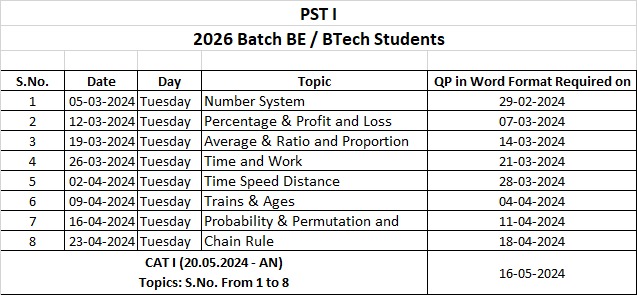 PST I
2026 Batch BE / BTech Students
S.No. Date Day Topic QP in Word Format Required on
1 05-03-2024 Tuesday Number System 29-02-2024
2 12-03-2024 Tuesday Percentage & Profit and Loss 07-03-2024
3 19-03-2024 Tuesday Average & Ratio and Proportion 14-03-2024
4 26-03-2024 Tuesday Time and Work 21-03-2024
5 02-04-2024 Tuesday Time Speed Distance 28-03-2024
6 09-04-2024 Tuesday Trains & Ages 04-04-2024
7 16-04-2024 Tuesday Probability & Permutation and 11-04-2024
8 23-04-2024 Tuesday Chain Rule 18-04-2024
CAT I (20.05.2024 - AN)
Topics: S.No. From 1 to 8
16-05-2024